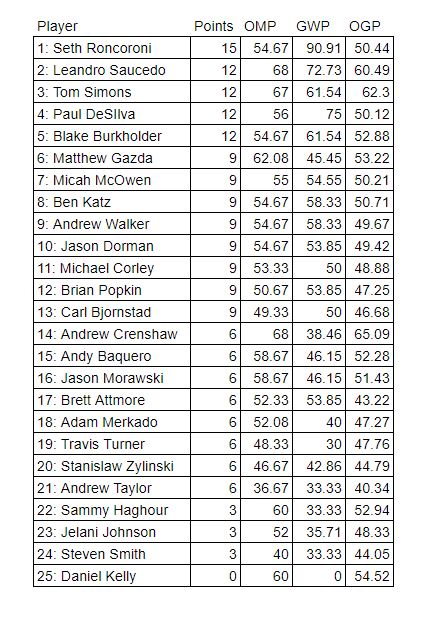 Player Points OMP GWP OGP
1: Seth Roncoroni 15 54.67 90.91 50.44
2: Leandro Saucedo 12 68 72.73 60.49
3: Tom Simons 12 67 61.54 62.3
4: Paul DeSIlva 12 56 75 50.12
5: Blake Burkholder 12 54.67 61.54 52.88
6: Matthew Gazda 9 62.08 45.45 53.22
7: Micah McOwen 9 55 54.55 50.21
8: Ben Katz 9 54.67 58.33 50.71
9: Andrew Walker 9 54.67 58.33 49.67
10: Jason Dorman 9 54.67 53.85 49.42
11: Michael Corley 9 53.33 50 48.88
12: Brian Popkin 9 50.67 53.85 47.25
13: Carl Bjornstad 9 49.33 50 46.68
14: Andrew Crenshaw 6 68 38.46 65.09
15: Andy Baquero 6 58.67 46.15 52.28
16: Jason Morawski 6 58.67 46.15 51.43
17: Brett Attmore 6 52.33 53.85 43.22
18: Adam Merkado 6 52.08 40 47.27
19: Travis Turner 6 48.33 30 47.76
20: Stanislaw Zylinski 6 46.67 42.86 44.79
21: Andrew Taylor 6 36.67 33.33 40.34
22: Sammy Haghour 3 60 33.33 52.94
23: Jelani Johnson 3 52 35.71 48.33
24: Steven Smith 3 40 33.33 44.05
25: Daniel Kelly 0 60 0 54.52